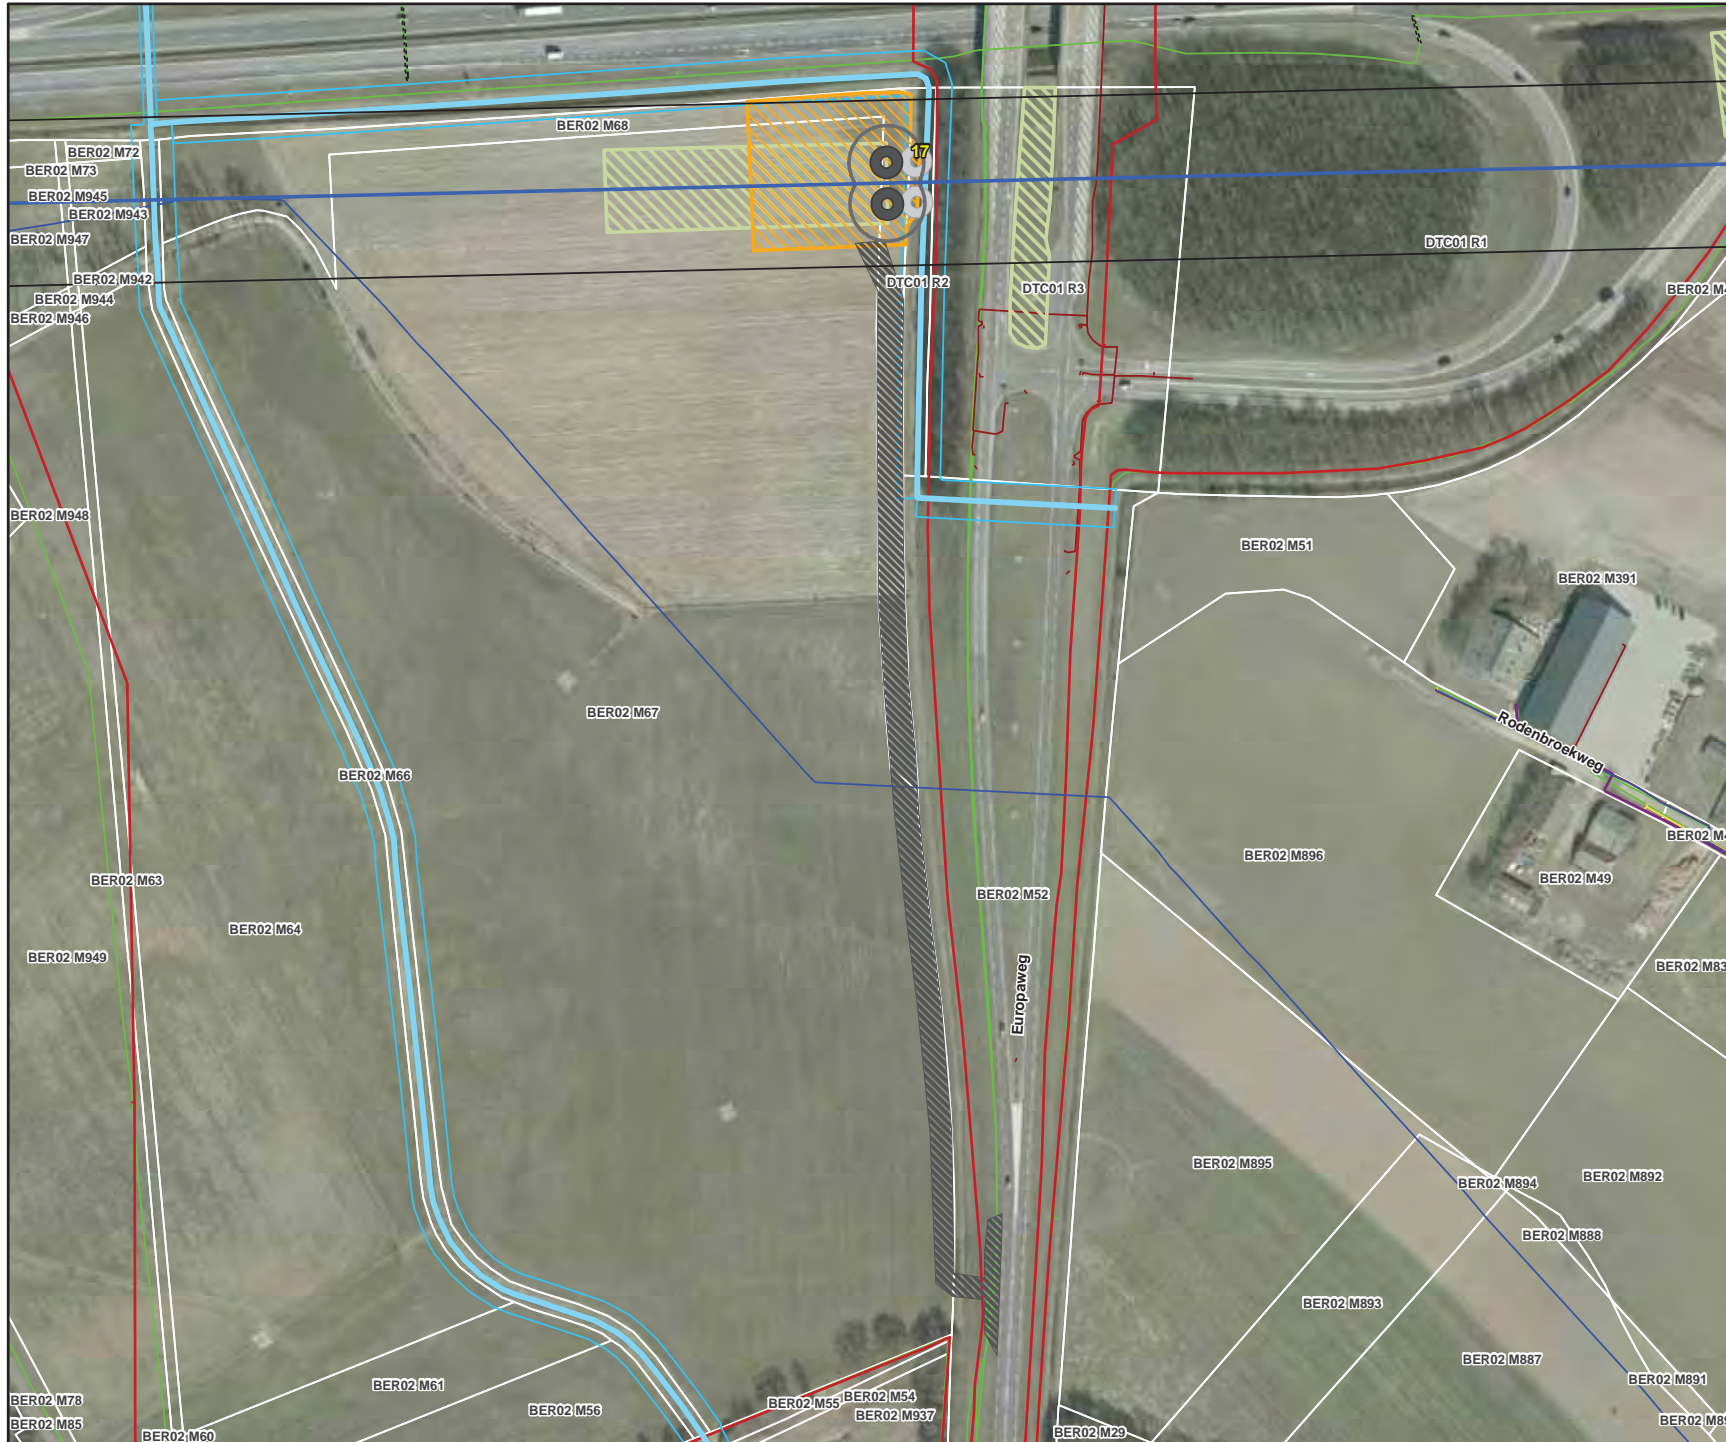 BER02 M68
17
BER02 M72
BER02 M73
BER02 M945
BER02 M943
BER02 M947
DTC01 R1
BER02 M942
DTC01 R2
DTC01 R3
BER02 M944
BER02 M946
BER02 M948
BER02 M51
BER02 M391
BER02 M67
Rodenbroekweg
BER02 M66
BER02 M896
BER02 M49
BER02 M63
BER02 M52
BER02 M64
BER02 M949
Europaweg
BER02 M895
BER02 M892
BER02 M894
BER02 M888
BER02 M893
BER02 M887
BER02 M891
BER02 M61
BER02 M78
BER02 M54
BER02 M55
BER02 M56
BER02 M937
BER02 M85
BER02 M29
BER02 M60